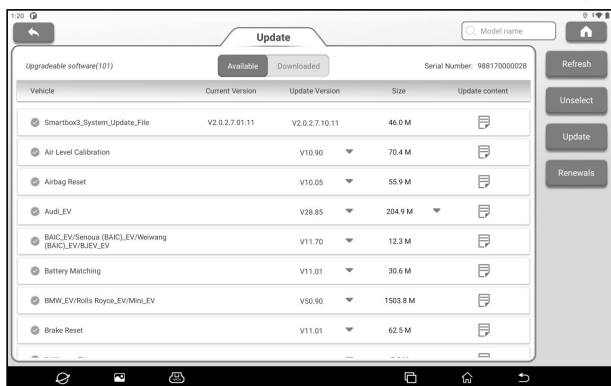 1:20
Update
Model name
Upgradeable software(101)
Available
Downloaded
Serial Number: 988170000028
Refresh
Vehicle
Current Version
Update Version
Size
Update content
Unselect
Smartbox3_System_Update_File
V2.0.2.7.01.11
V2.0.2.7.10.11
46.0 M
Update
Air Level Calibration
V10.90
70.4 M
Renewals
Airbag Reset
V10.05
55.9 M
Audi_EV
V28.85
204.9 M
BAIC_EV/Senoua (BAIC)_EV/Weiwang
(BAIC)_EV/BJEV_EV
V11.70
12.3 M
Battery Matching
V11.01
30.6 M
BMW_EV/Rolls Royce_EV/Mini_EV
V50.90
1503.8 M
Brake Reset
V11.01
62.5 M